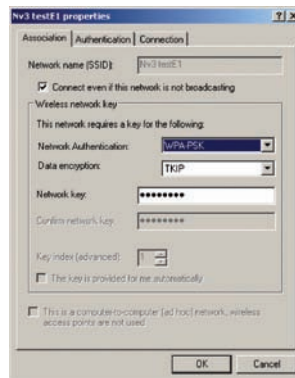 Nv3 testE1 properties
Association
Authentication
Connection
Network name (SSID):
Nv3 testE1
Connect even if this network is not broadcasting
Wireless network key
This network requires a key for the following:
Network Authentication:
WPA-PSK
Data encryption:
TKIP
Network key:
••••••••
Confirm network key:
••••••••
Key index (advanced):
1
The key is provided for me automatically
This is a computer-to-computer (ad hoc) network; wireless
access points are not used
OK
Cancel